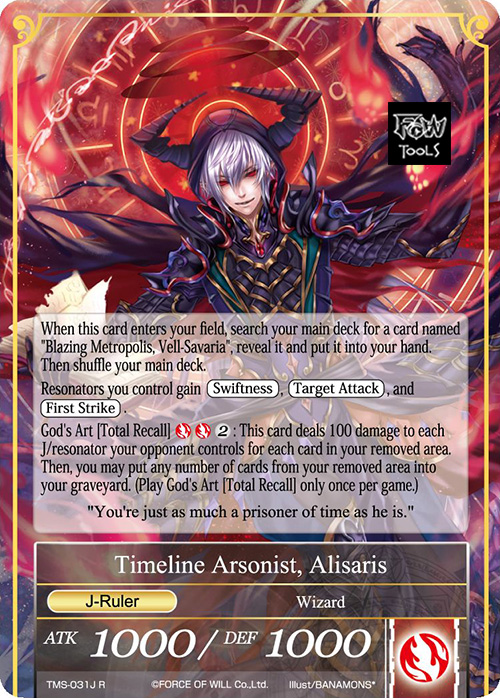 FoW
TOOLS
When this card enters your field, search your main deck for a card named
"Blazing Metropolis, Vell-Savaria", reveal it and put it into your hand.
Then shuffle your main deck.
Resonators you control gain Swiftness, Target Attack, and
First Strike.
God's Art [Total Recall] 2 : This card deals 100 damage to each
J/resonator your opponent controls for each card in your removed area.
Then, you may put any number of cards from your removed area into
your graveyard. (Play God's Art [Total Recall] only once per game.)
"You're just as much a prisoner of time as he is."
Timeline Arsonist, Alisaris
J-Ruler Wizard
ATK 1000 / DEF 1000
TMS-031J R ©FORCE OF WILL Co.,Ltd. Illust/BANAMONS*